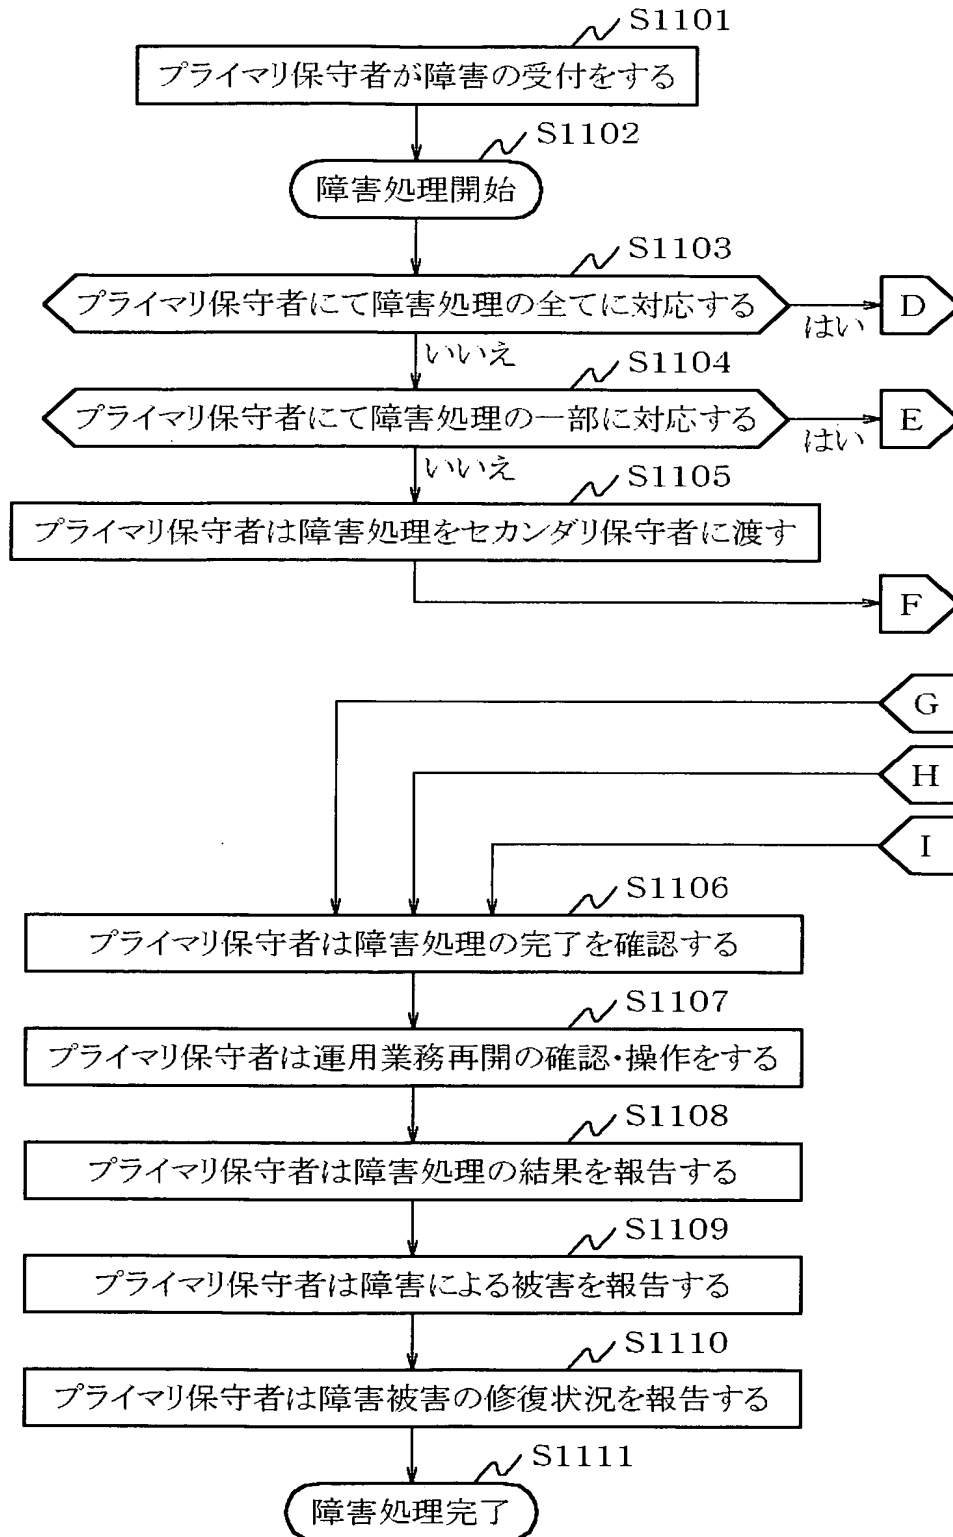 S1101
プライマリ保守者が障害の受付をする
S1102
障害処理開始
S1103
プライマリ保守者にて障害処理の全てに対応する
はい
D
いいえ
S1104
プライマリ保守者にて障害処理の一部に対応する
はい
E
いいえ
S1105
プライマリ保守者は障害処理をセカンダリ保守者に渡す
F
G
H
I
S1106
プライマリ保守者は障害処理の完了を確認する
S1107
プライマリ保守者は運用業務再開の確認・操作をする
S1108
プライマリ保守者は障害処理の結果を報告する
S1109
プライマリ保守者は障害による被害を報告する
S1110
プライマリ保守者は障害被害の修復状況を報告する
S1111
障害処理完了